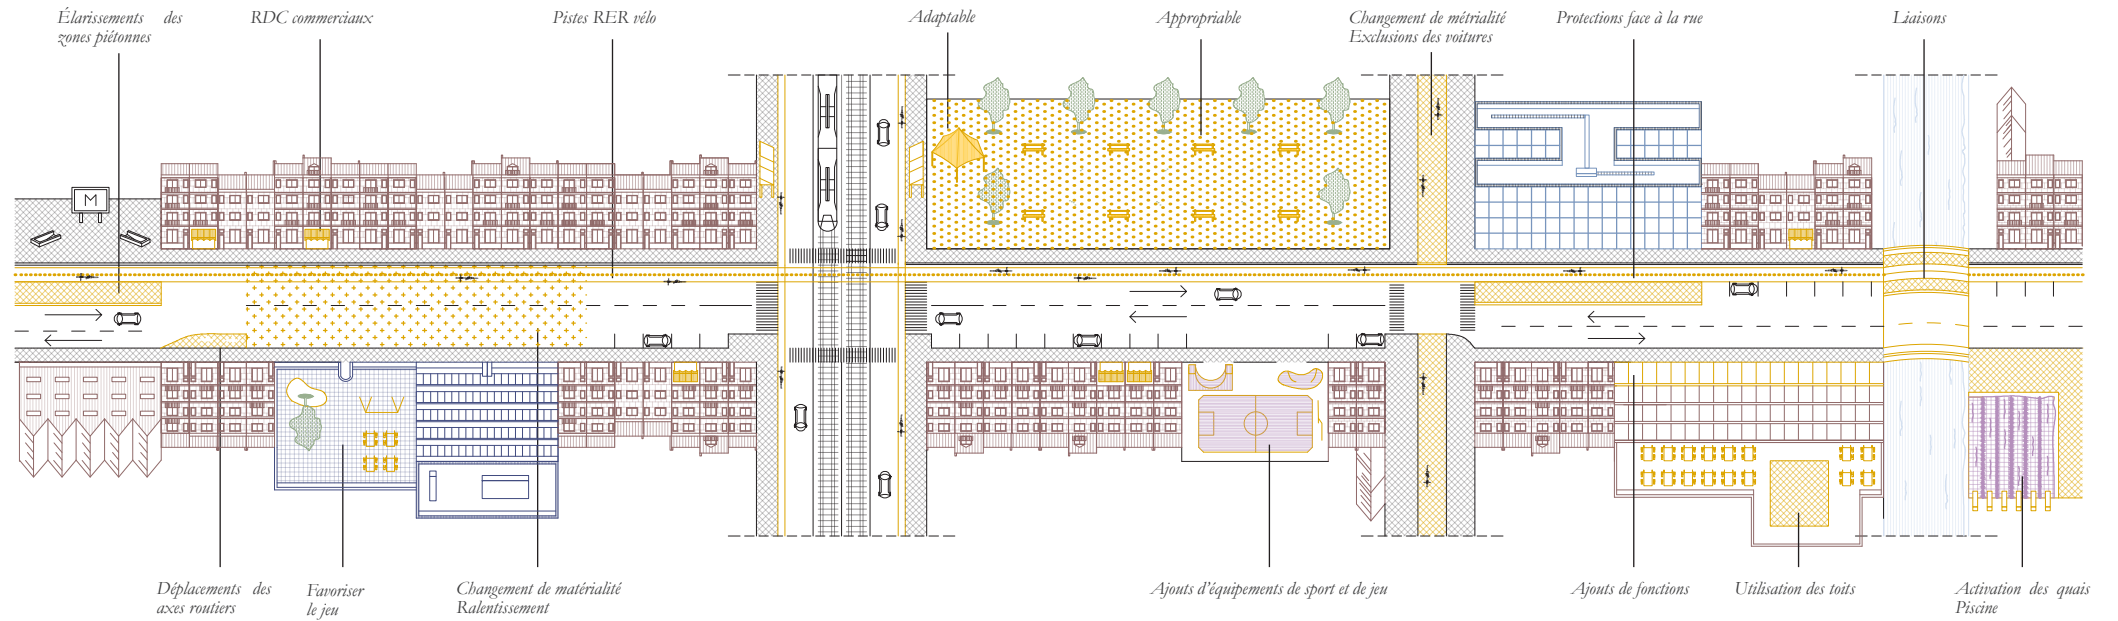 Élarissements des
zones piétonnes
RDC commerciaux
Pistes RER vélo
Adaptable
Appropriable
Changement de métrialité
Exclusions des voitures
Protections face à la rue
Liaisons
M
Déplacements des
axes routiers
Favoriser
le jeu
Changement de matérialité
Ralentissement
Ajouts d'équipements de sport et de jeu
Ajouts de fonctions
Utilisation des toits
Activation des quais
Piscine